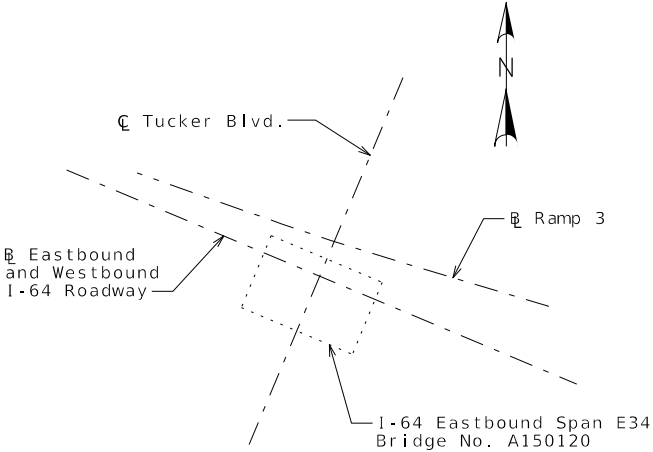 N
℄ Tucker Blvd.
B̲L Ramp 3
B̲L Eastbound
and Westbound
I-64 Roadway
I-64 Eastbound Span E34
Bridge No. A150120